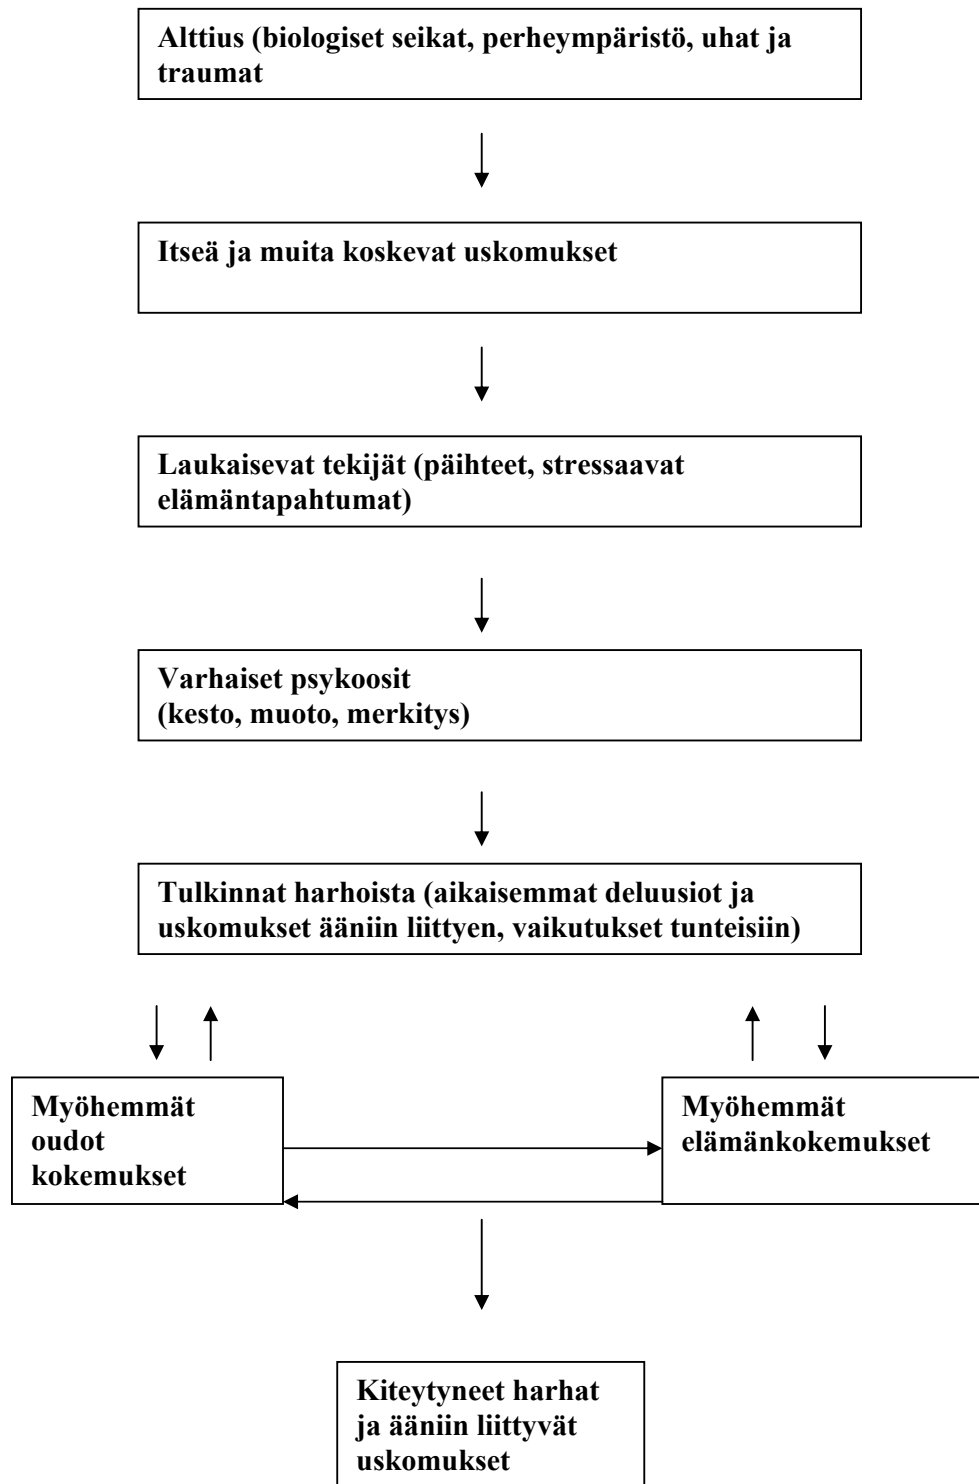 Alttius (biologiset seikat, perheympäristö, uhat ja
traumat
Itseä ja muita koskevat uskomukset
Laukaisevat tekijät (päihteet, stressaavat
elämäntapahtumat)
Varhaiset psykoosit
(kesto, muoto, merkitys)
Tulkinnat harhoista (aikaisemmat deluusiot ja
uskomukset ääniin liittyen, vaikutukset tunteisiin)
Myöhemmät
oudot
kokemukset
Myöhemmät
elämänkokemukset
Kiteytyneet harhat
ja ääniin liittyvät
uskomukset